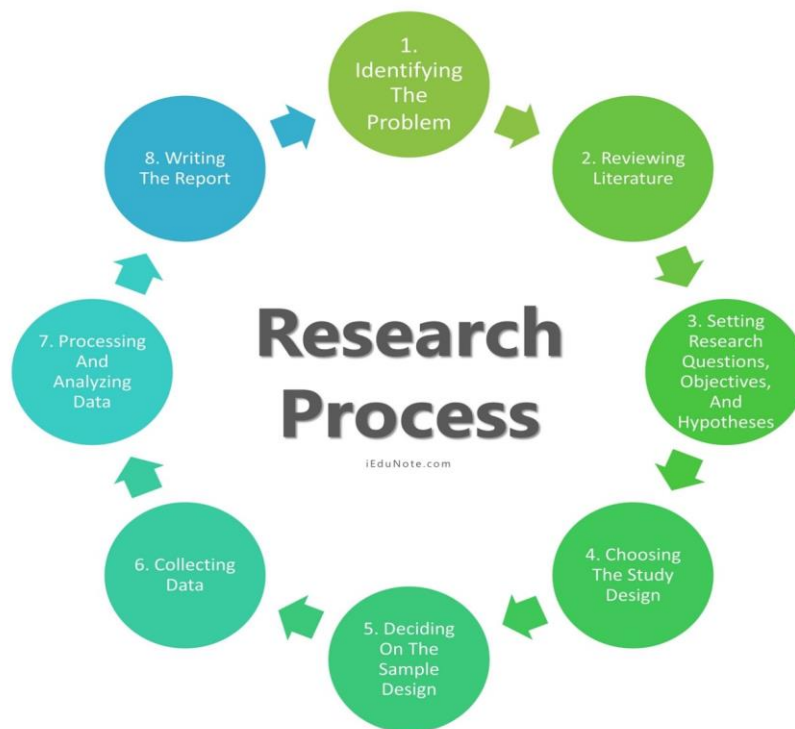 1.
Identifying
The
Problem
2. Reviewing
Literature
3. Setting
Research
Questions,
Objectives,
And
Hypotheses
4. Choosing
The Study
Design
5. Deciding
On The
Sample
Design
6. Collecting
Data
7. Processing
And
Analyzing
Data
8. Writing
The Report
Research
Process
iEduNote.com